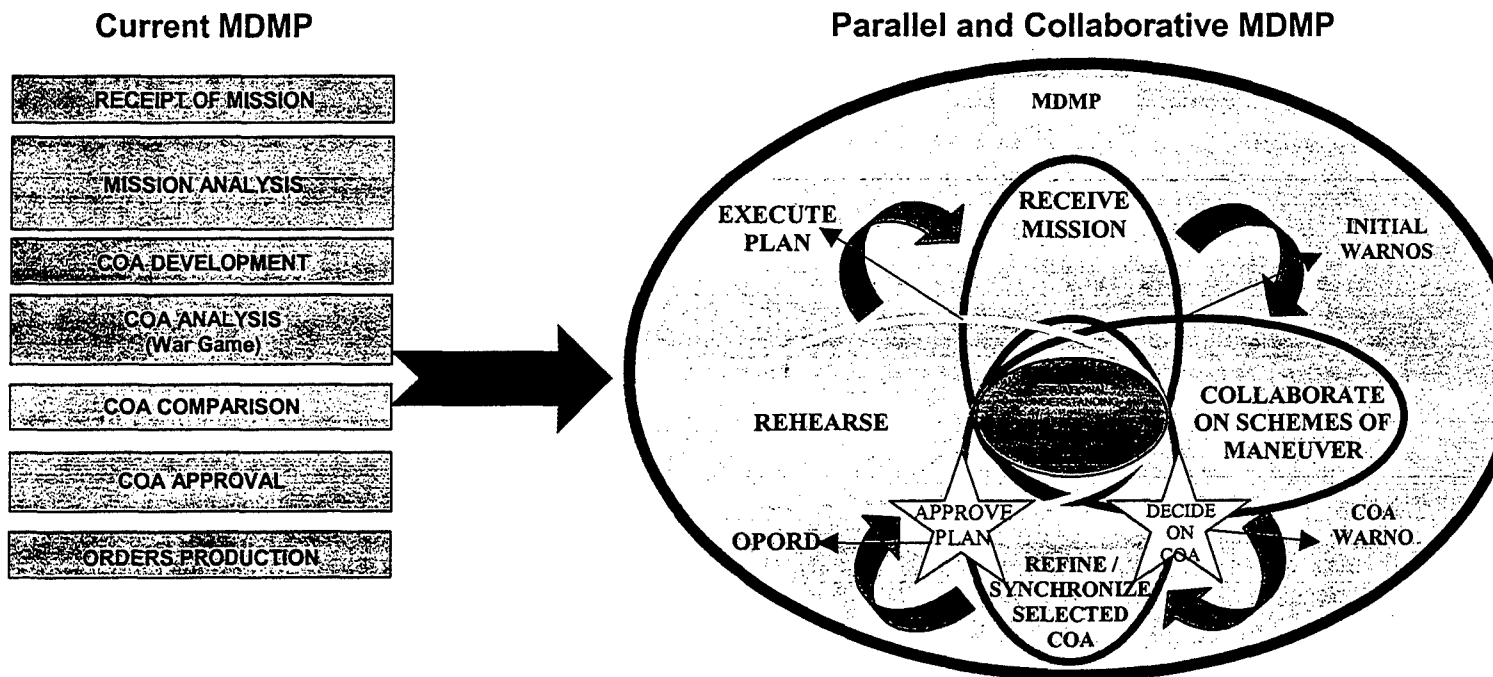 Current MDMP
RECEIPT OF MISSION
MISSION ANALYSIS
COA DEVELOPMENT
COA ANALYSIS
(War Game)
COA COMPARISON
COA APPROVAL
ORDERS PRODUCTION
Parallel and Collaborative MDMP
MDMP
RECEIVE
MISSION
INITIAL
WARNOS
COLLABORATE
ON SCHEMES OF
MANEUVER
COA
WARNO
DECIDE
ON
COA
REFINE /
SYNCHRONIZE
SELECTED
COA
APPROVE
PLAN
OPORD
REHEARSE
EXECUTE
PLAN
UNDERSTANDING